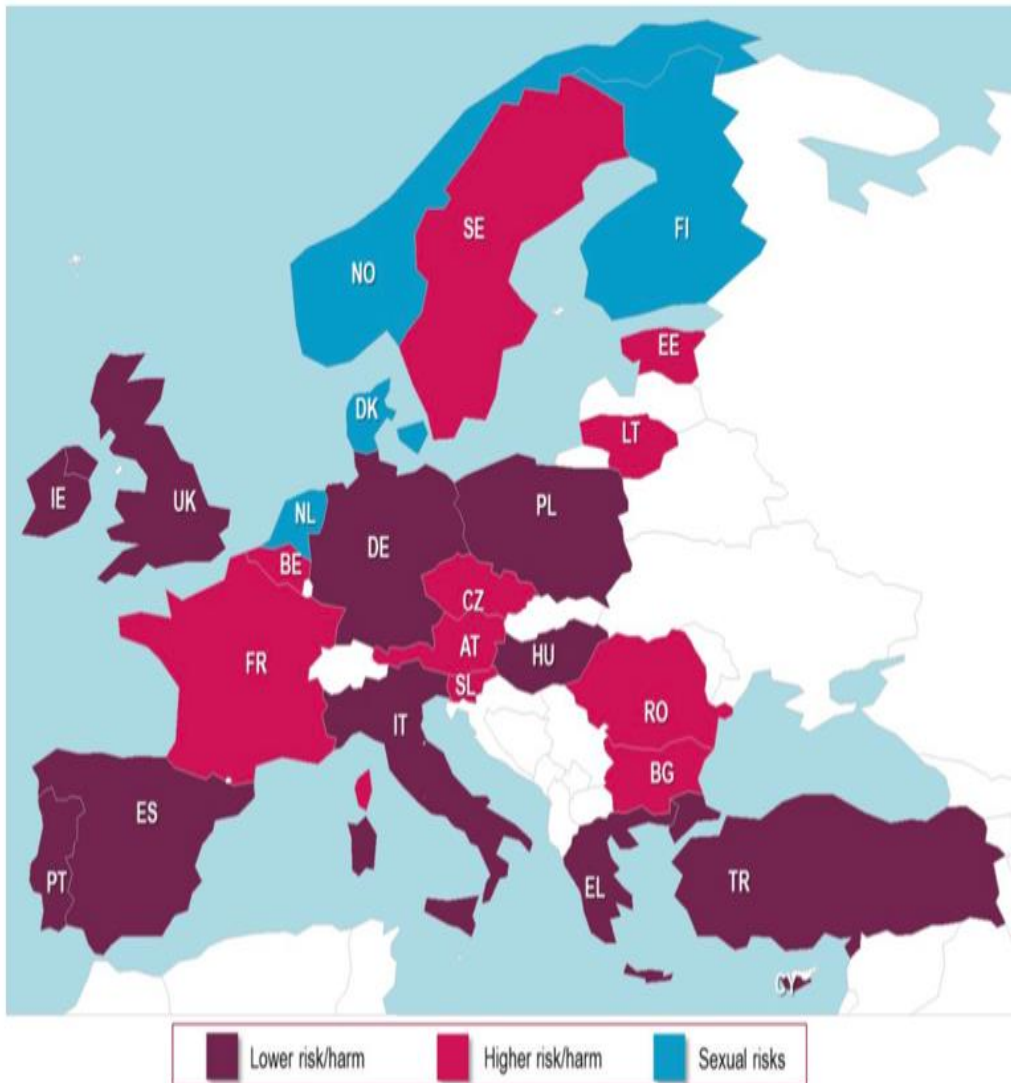 SE
FI
NO
EE
DK
LT
IE
UK
NL
PL
DE
BE
CZ
AT
HU
FR
SL
RO
IT
BG
ES
PT
TR
EL
CY
Lower risk/harm
Higher risk/harm
Sexual risks